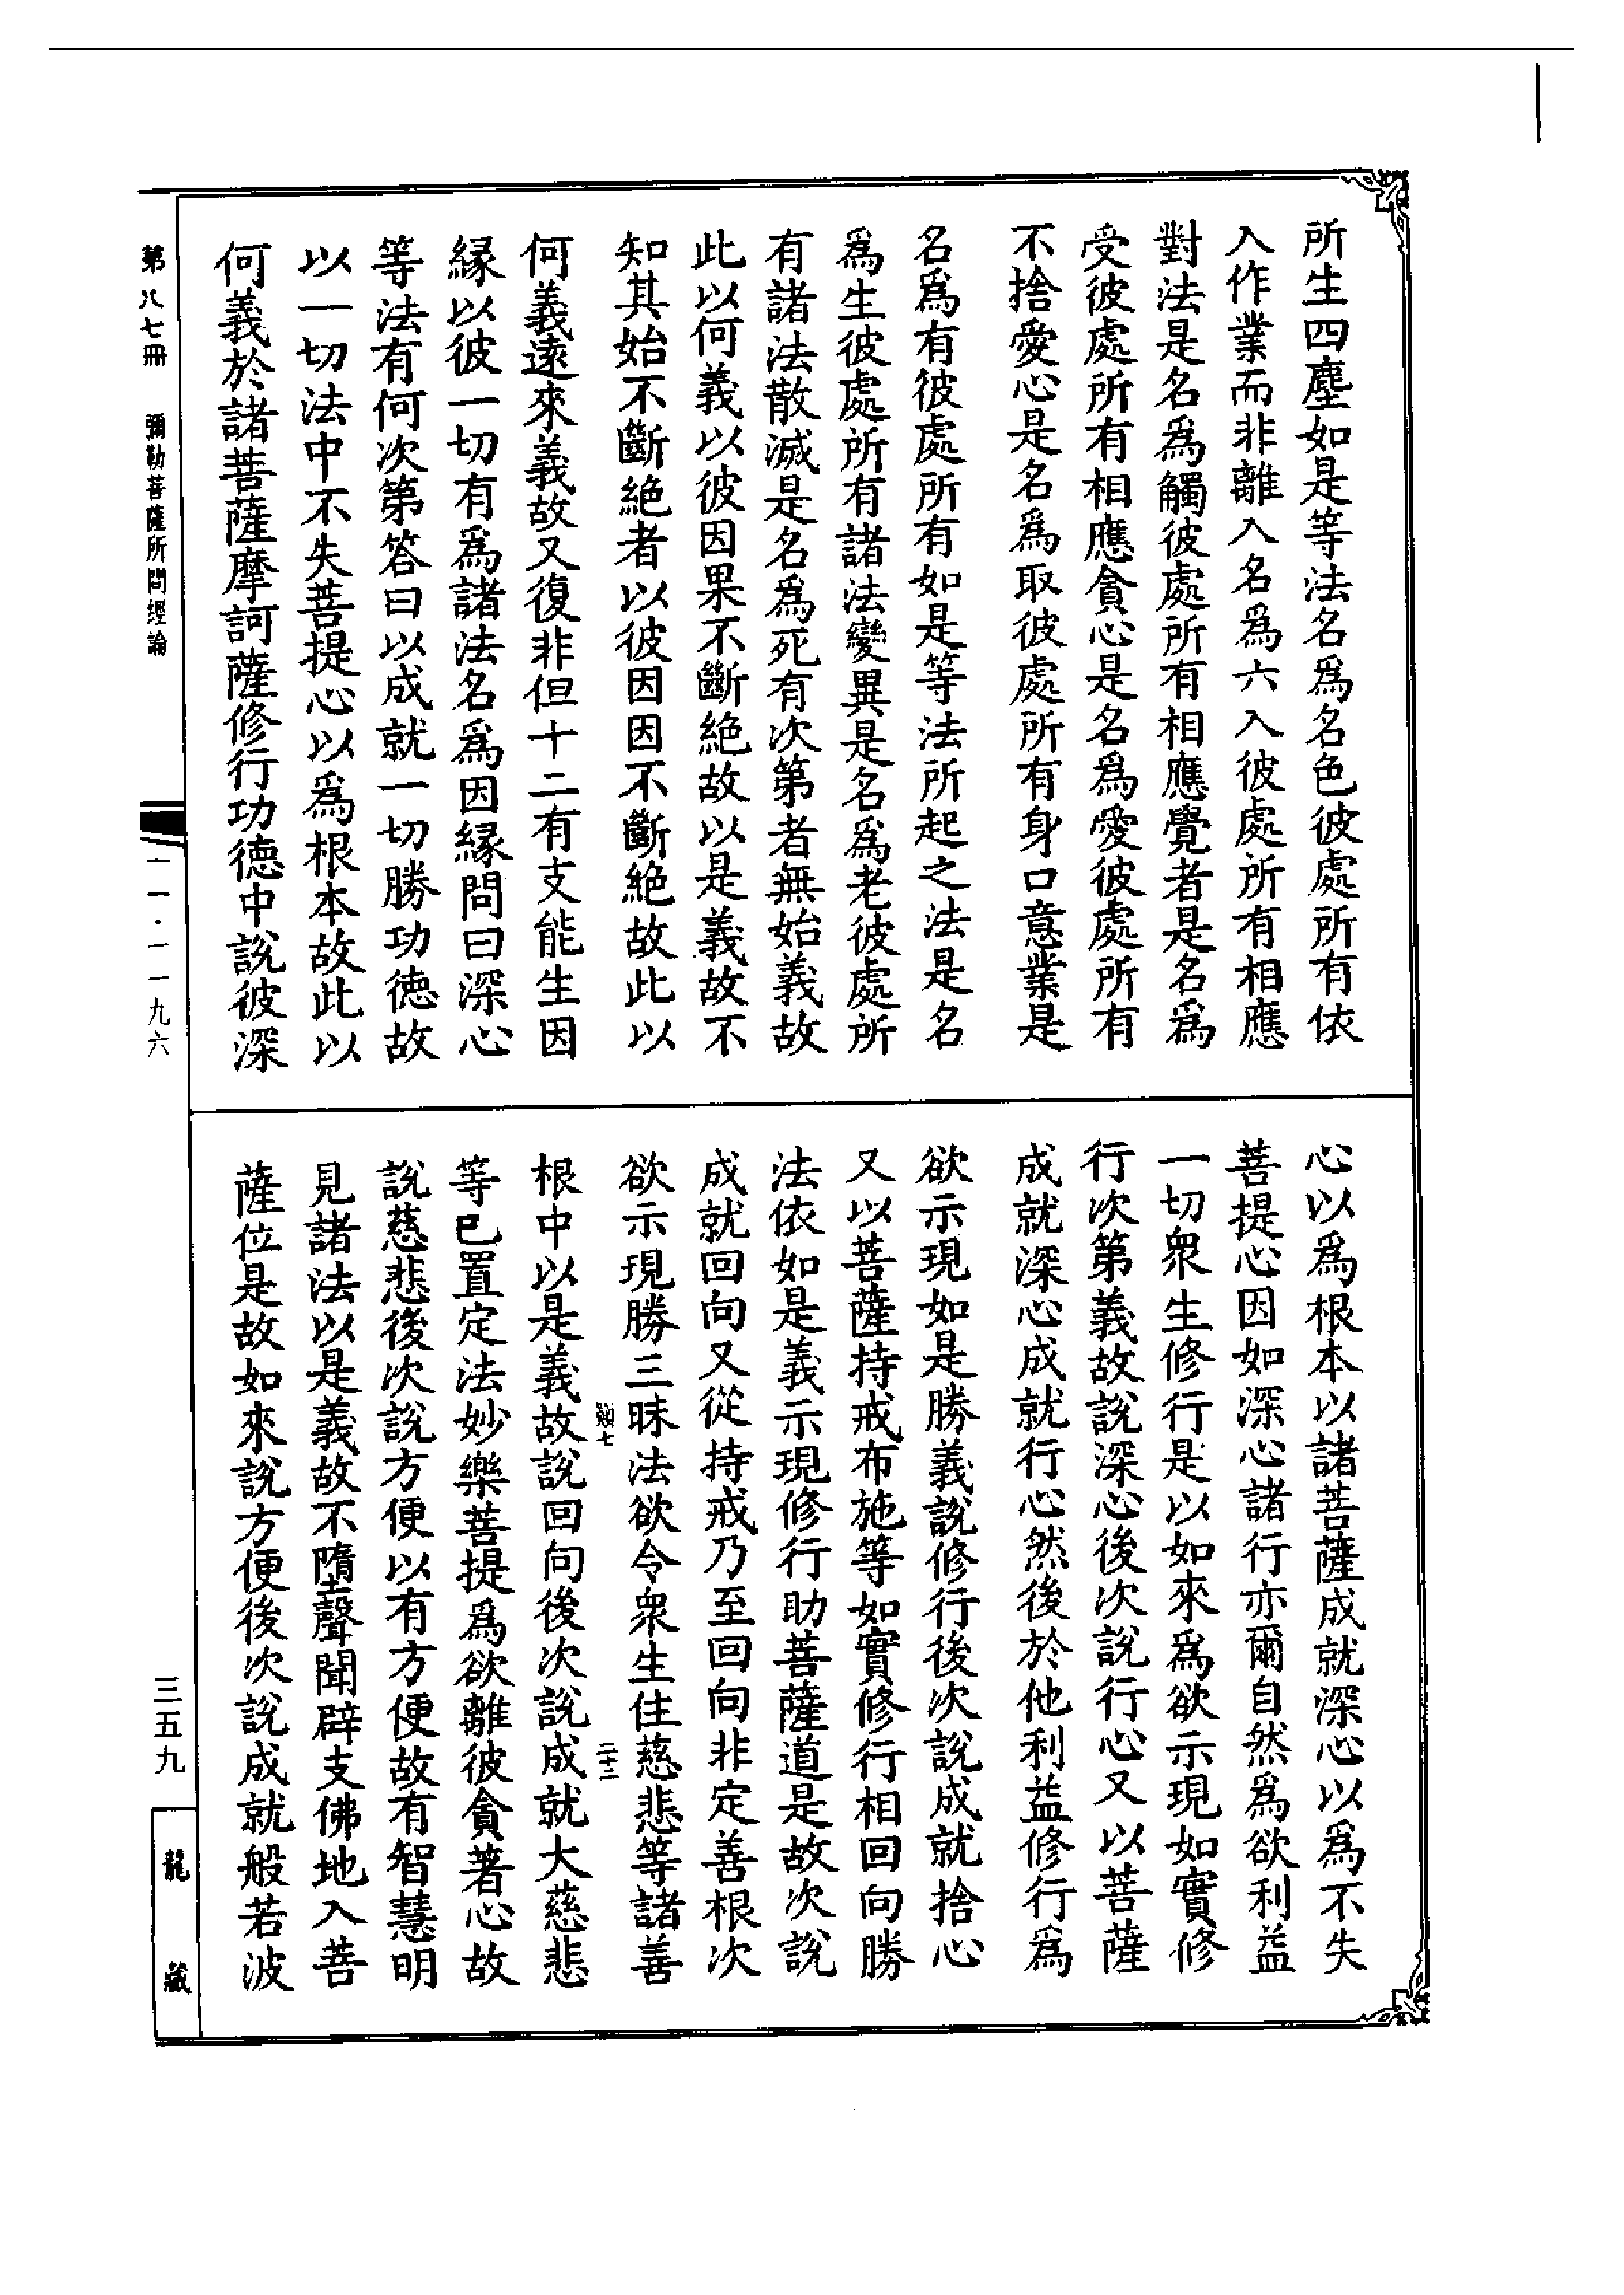 所生四塵如是等法名爲名色彼處所有依
入作業而非離入名爲六入彼處所有相應
對法是名爲觸彼處所有相應覺者是名爲
受彼處所有相應貪心是名爲愛彼處所有
不捨愛心是名爲取彼處所有身口意業是
名爲有彼處所有如是等法所起之法是名
爲生彼處所有諸法變異是名爲老彼處所
有諸法散滅是名爲死有次第者無始義故
此以何義以彼因果不斷絶故以是義故不
知其始不斷絶者以彼因因不斷絶故此以
何義遠來義故又復非但十二有支能生因
縁以彼一切有爲諸法名爲因縁問曰深心
等法有何次第答曰以成就一切勝功德故
以一切法中不失菩提心以爲根本故此以
何義於諸菩薩摩訶薩修行功德中說彼深
心以爲根本以諸菩薩成就深心以爲不失
菩提心因如深心諸行亦爾自然爲欲利益
一切衆生修行是以如來爲欲示現如實修
行次第義故說深心後次說行心又以菩薩
成就深心成就行心然後於他利益修行爲
欲示現如是勝義說修行後次說成就捨心
又以菩薩持戒布施等如實修行相回向勝
法依如是義示現修行助菩薩道是故次說
成就回向又從持戒乃至回向非定善根次
欲示現勝三昧法欲令衆生住慈悲等諸善
顙七
二十三
根中以是義故說回向後次說成就大慈悲
等已置定法妙樂菩提爲欲離彼貪著心故
說慈悲後次說方便以有方便故有智慧明
見諸法以是義故不隋聲聞辟支佛地入菩
薩位是故如來說方便後次說成就般若波
第八七冊　彌勒菩薩所問經論
一一·一一九六
三五九
龍藏